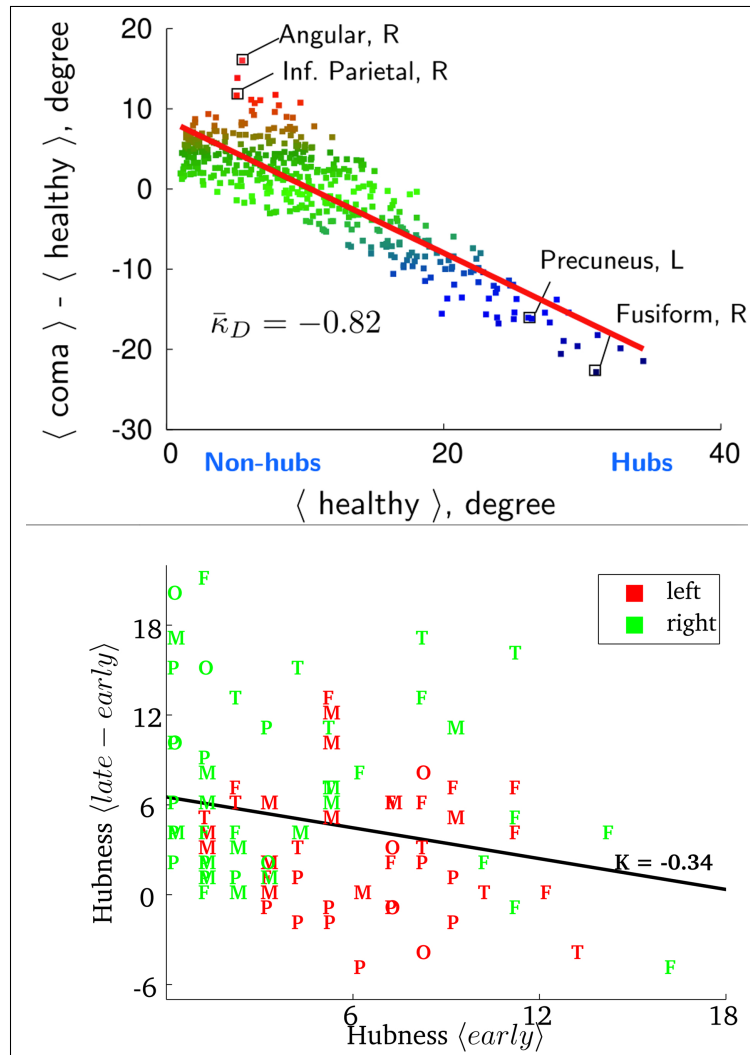 20
Angular, R
Inf. Parietal, R
10
0
-10
Precuneus, L
Fusiform, R
κ̄_D = −0.82
-20
-30
⟨ coma ⟩ - ⟨ healthy ⟩, degree
0
20
40
Non-hubs
Hubs
⟨ healthy ⟩, degree
left
right
18
12
6
0
-6
Hubness ⟨late − early⟩
F
O
M
T
P
K = -0.34
6
12
18
Hubness ⟨early⟩